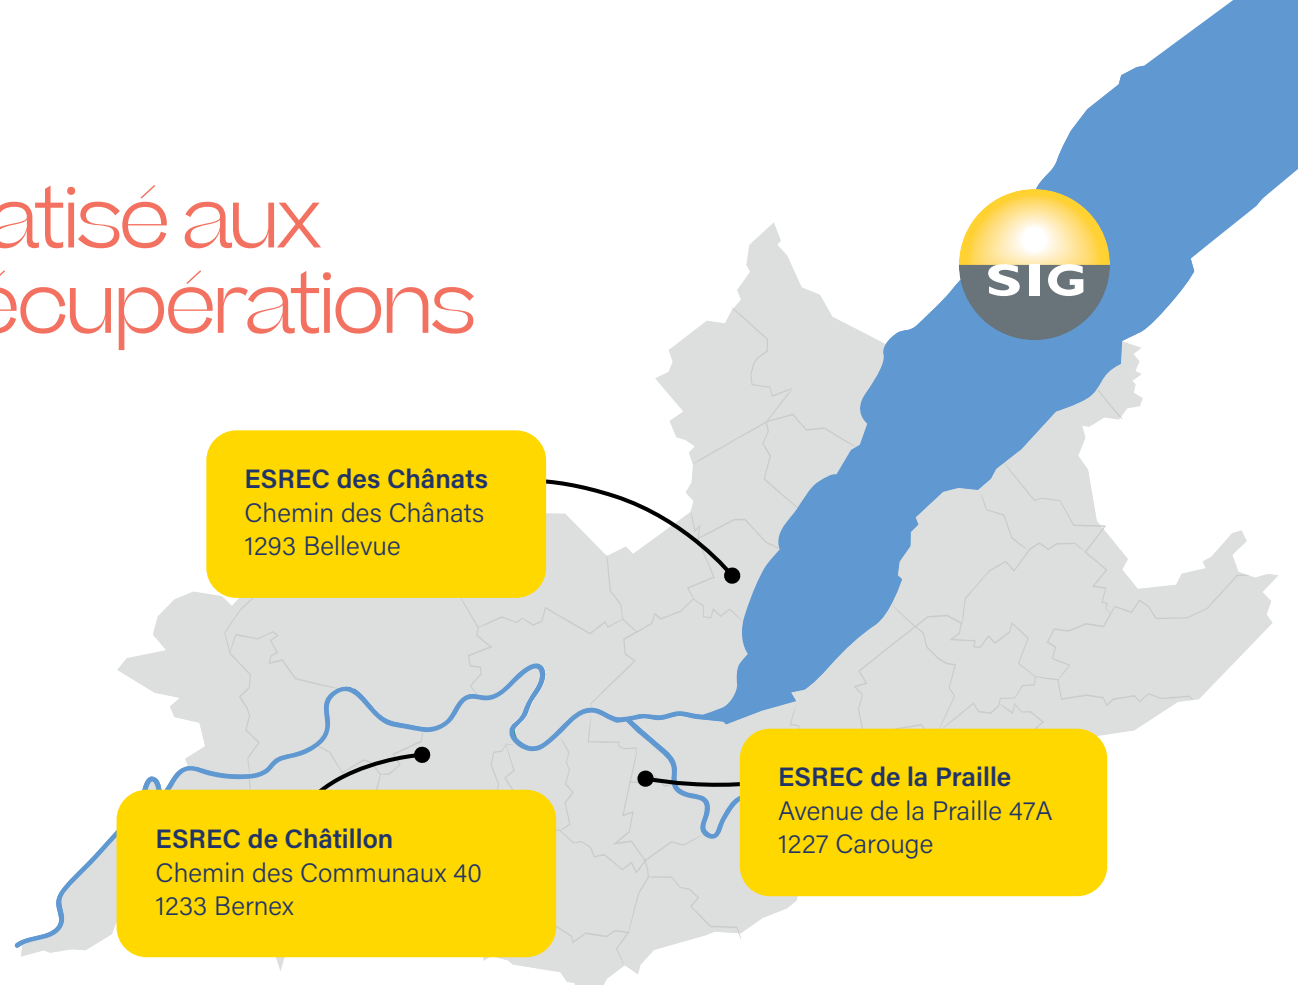 atisé aux
écupérations
SIG
ESREC des Chânats
Chemin des Chânats
1293 Bellevue
ESREC de la Praille
Avenue de la Praille 47A
1227 Carouge
ESREC de Châtillon
Chemin des Communaux 40
1233 Bernex